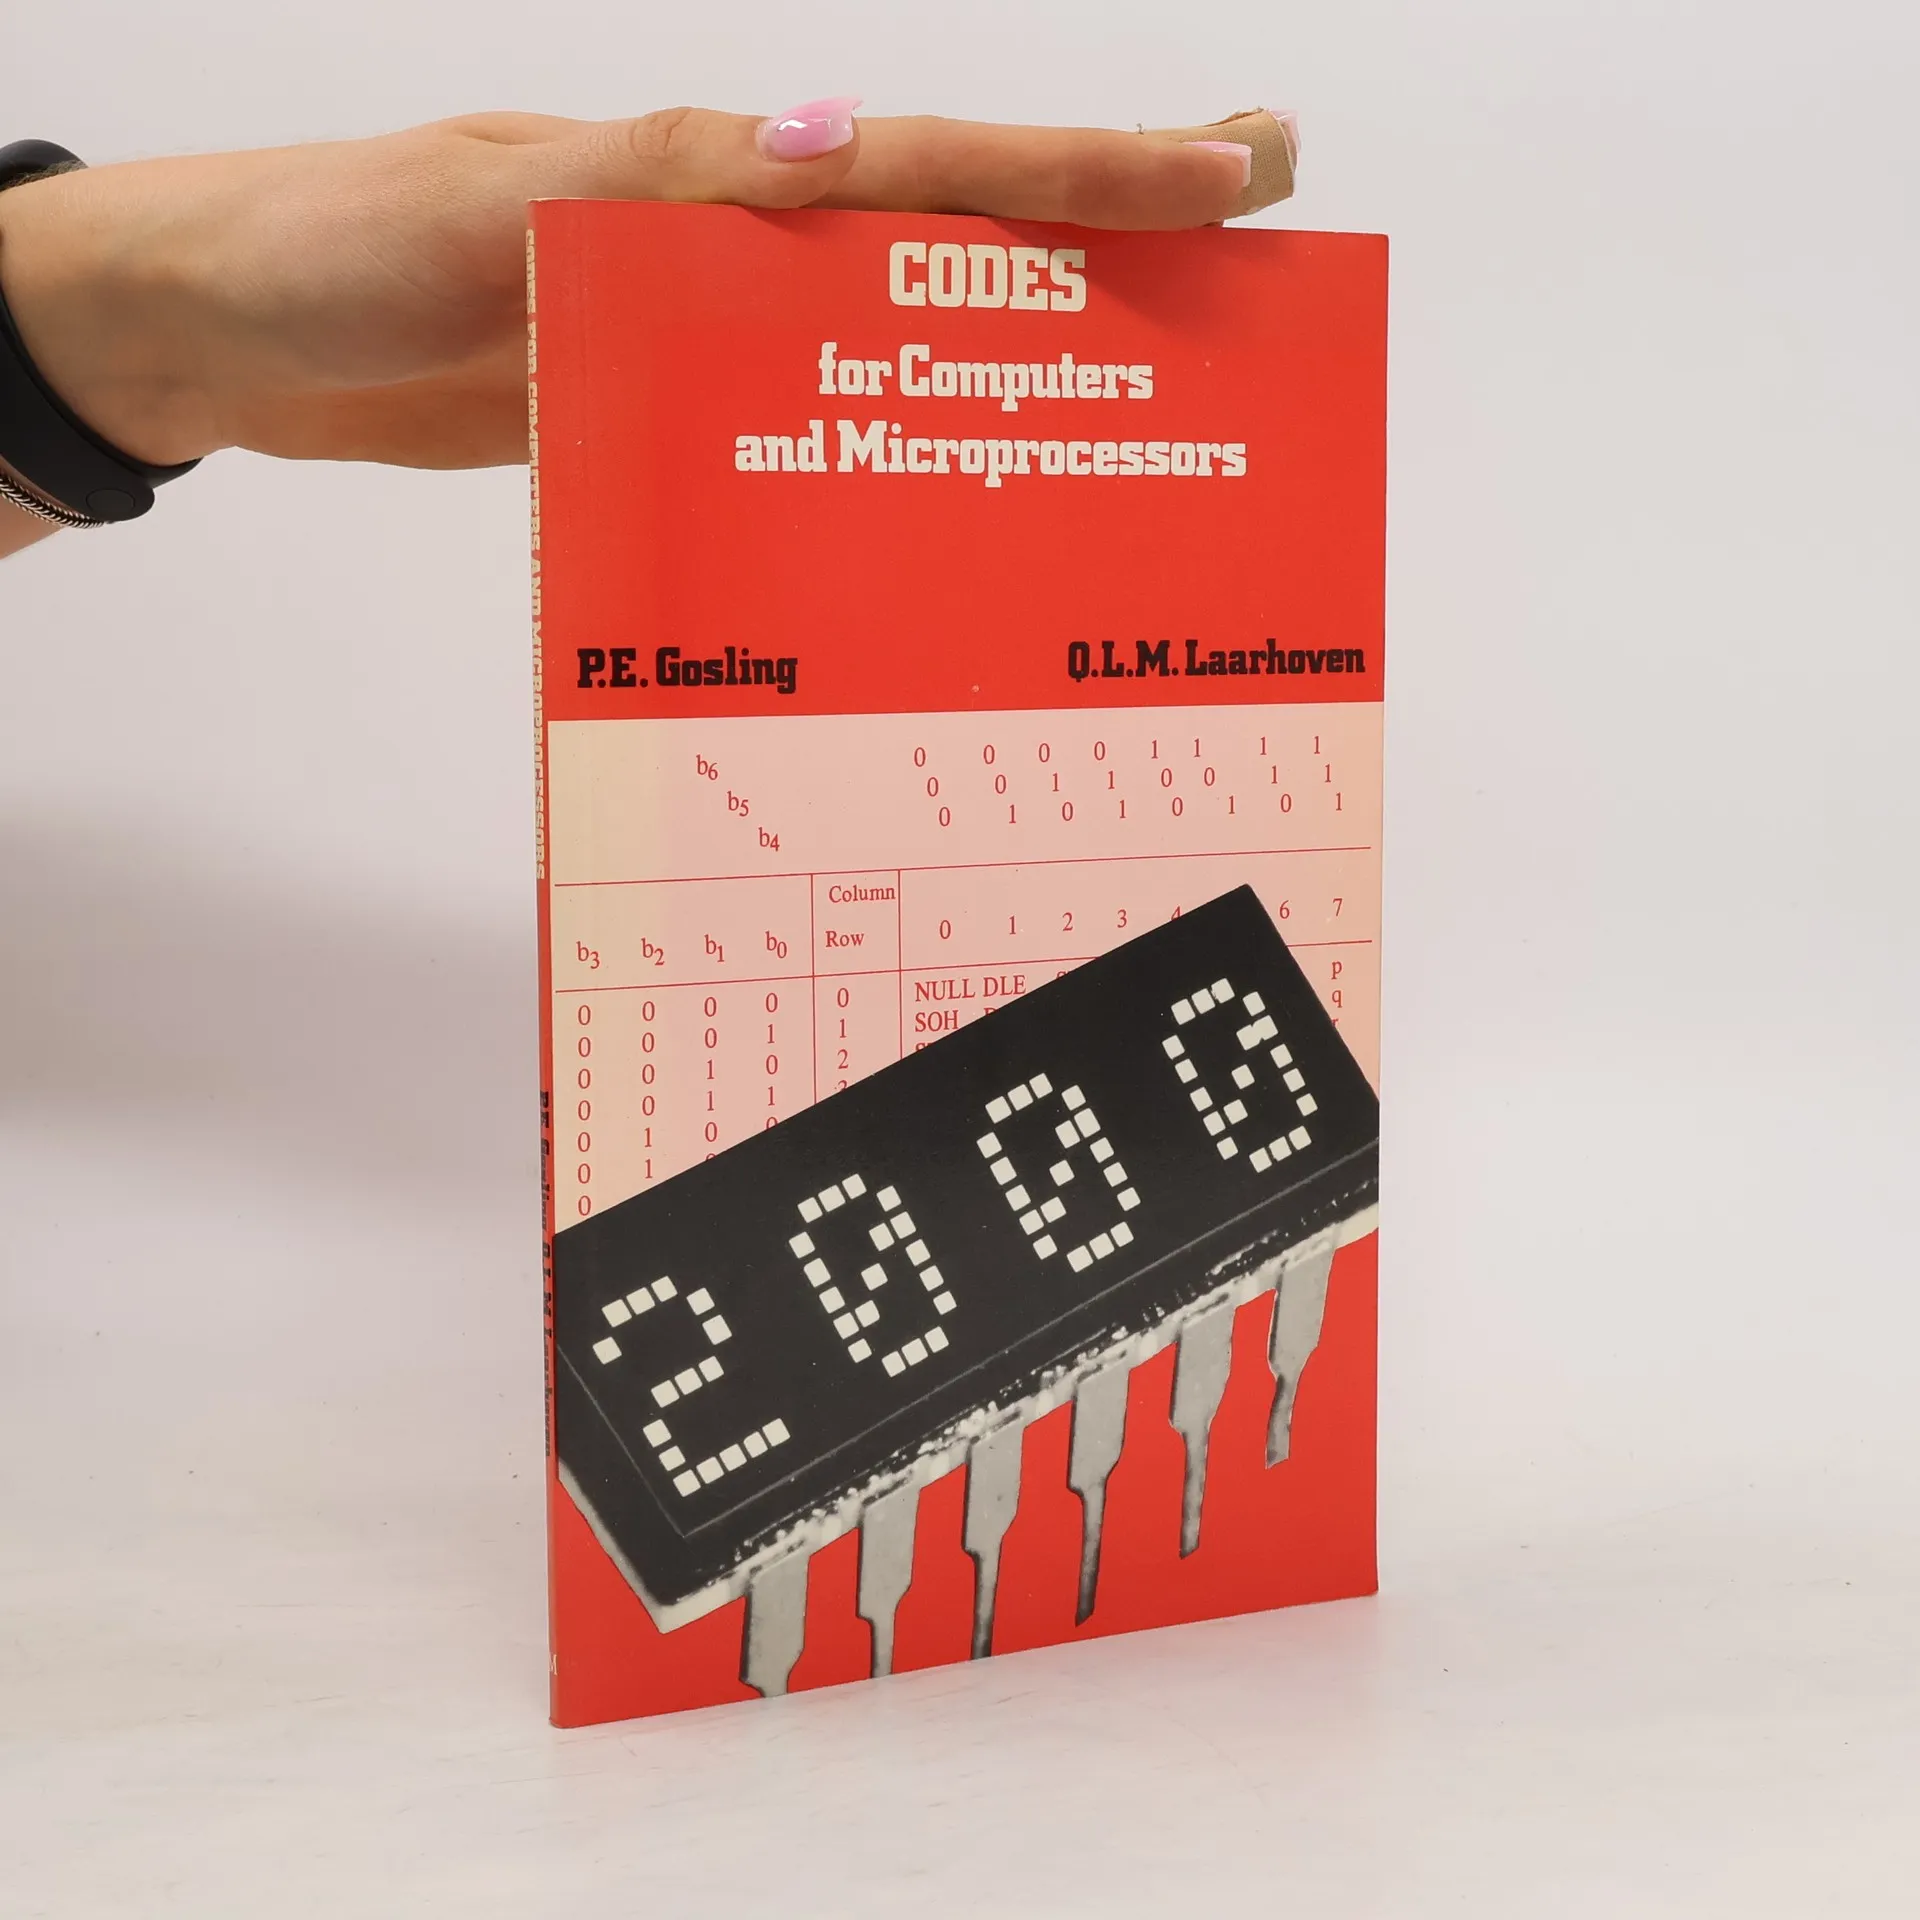 CODES
for Computers
and Microprocessors
P.E. Gosling
Q.L.M. Laarhoven
b6 0 0 0 0 1 1 1 1
b5 0 0 1 1 0 0 1 1
b4 0 1 0 1 0 1 0 1
Column
b3 b2 b1 b0 Row 0 1 2 3 4 6 7
0 0 0 0 0 NULL DLE p
0 0 0 1 1 SOH q
0 0 1 0 2 r
0 0 1 1 3
0 1 0 0
0 1
0
2000
CODES FOR COMPUTERS AND MICROPROCESSORS
P.E. Gosling Q.L.M. Laarhoven
M